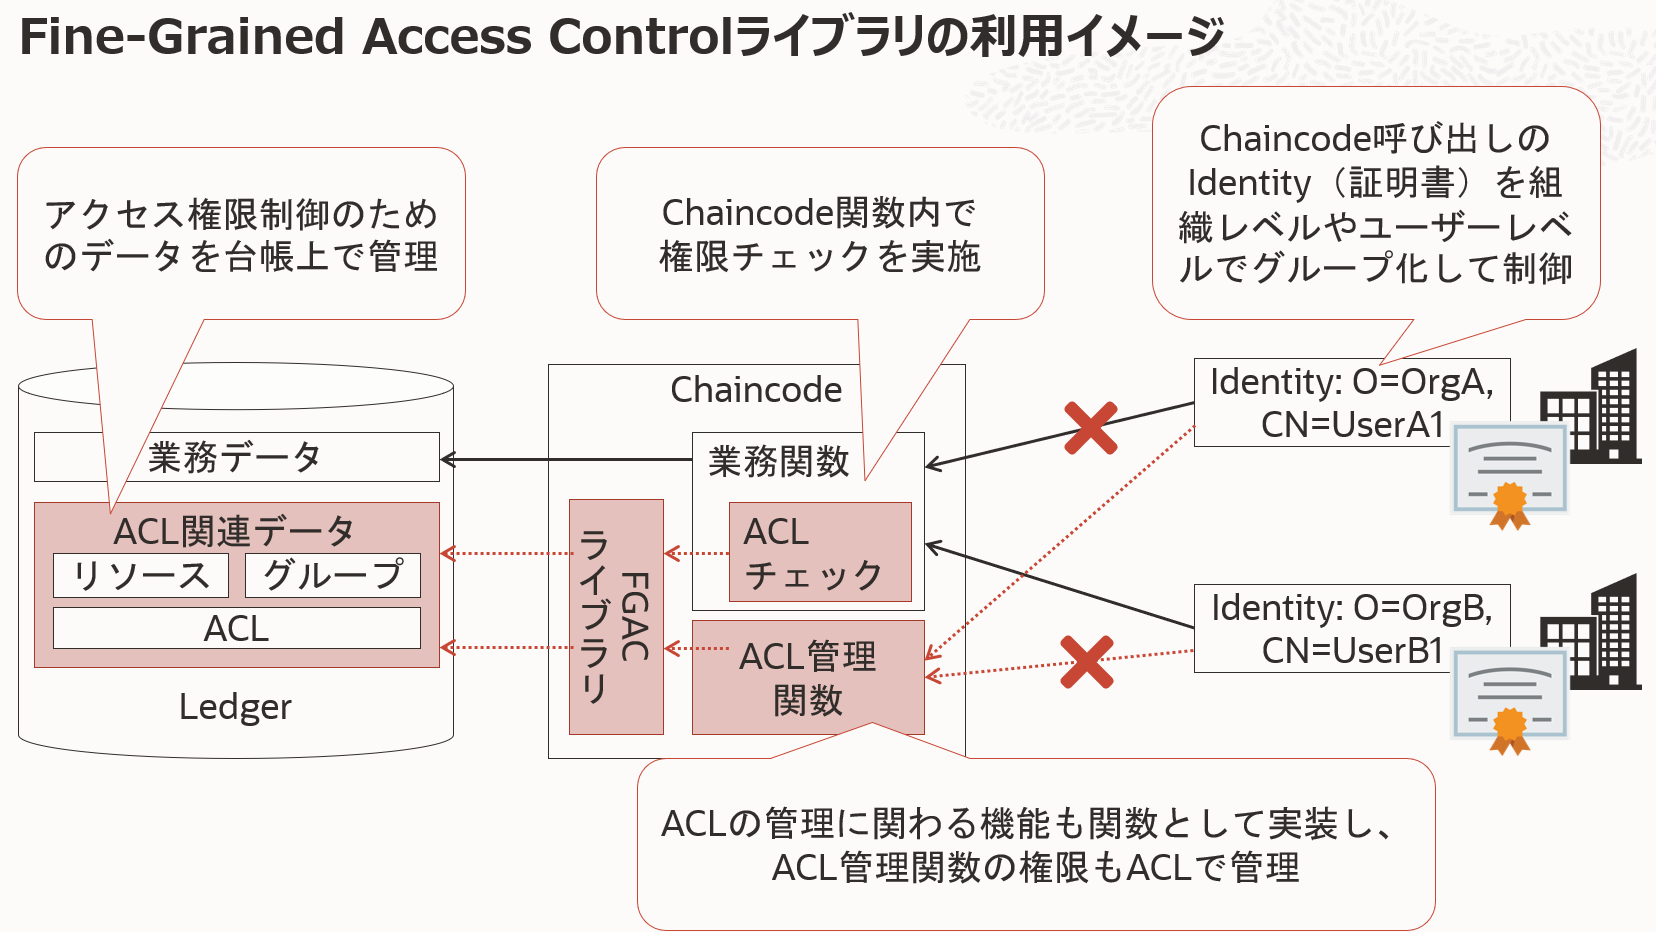 Fine-Grained Access Controlライブラリの利用イメージ
アクセス権限制御のため
のデータを台帳上で管理
Chaincode関数内で
権限チェックを実施
Chaincode呼び出しの
Identity（証明書）を組
織レベルやユーザーレベ
ルでグループ化して制御
業務データ
ACL関連データ
リソース
グループ
ACL
Ledger
Chaincode
業務関数
ACL
チェック
FGAC
ライブラリ
ACL管理
関数
Identity: O=OrgA,
CN=UserA1
Identity: O=OrgB,
CN=UserB1
ACLの管理に関わる機能も関数として実装し、
ACL管理関数の権限もACLで管理